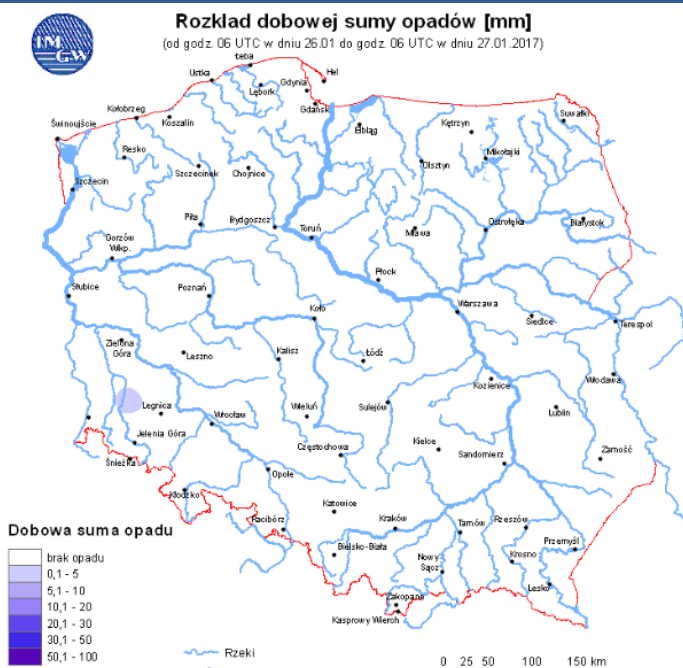 IMGW
Rozkład dobowej sumy opadów [mm]
(od godz. 06 UTC w dniu 26.01 do godz. 06 UTC w dniu 27.01.2017)
Łeba
Hel
Ustka
Gdynia
Lębork
Gdańsk
Kołobrzeg
Koszalin
Suwałki
Świnoujście
Elbląg
Kętrzyn
Resko
Mikołajki
Szczecinek
Chojnice
Olsztyn
Szczecin
Piła
Bydgoszcz
Toruń
Mława
Ostrołęka
Białystok
Gorzów
Wlkp.
Płock
Słubice
Poznań
Koło
Warszawa
Siedlce
Terespol
Zielona
Góra
Leszno
Kalisz
Łódź
Kozienice
Włodawa
Legnica
Wrocław
Wieluń
Sulejów
Lublin
Jelenia Góra
Częstochowa
Kielce
Sandomierz
Zamość
Śnieżka
Opole
Kłodzko
Katowice
Racibórz
Kraków
Tarnów
Rzeszów
Przemyśl
Bielsko-Biała
Nowy
Sącz
Krosno
Lesko
Zakopane
Kasprowy Wierch
Dobowa suma opadu
brak opadu
0,1 - 5
5,1 - 10
10,1 - 20
20,1 - 30
30,1 - 50
50,1 - 100
Rzeki
0 25 50 100 150 km